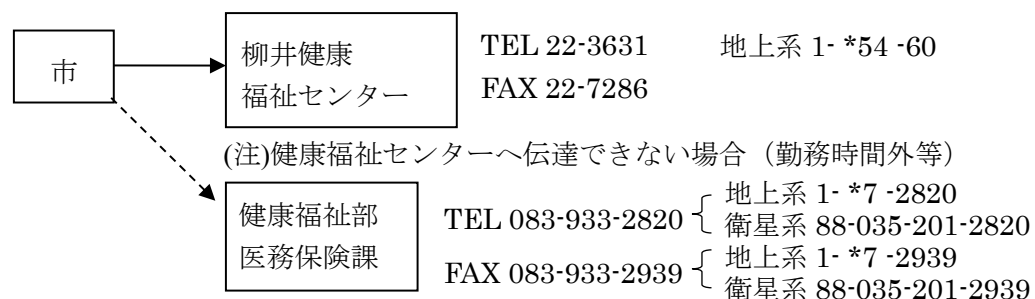 市
柳井健康
福祉センター
TEL 22-3631 地上系 1- *54 -60
FAX 22-7286
(注)健康福祉センターへ伝達できない場合（勤務時間外等）
健康福祉部
医務保険課
TEL 083-933-2820
地上系 1- *7 -2820
衛星系 88-035-201-2820
FAX 083-933-2939
地上系 1- *7 -2939
衛星系 88-035-201-2939